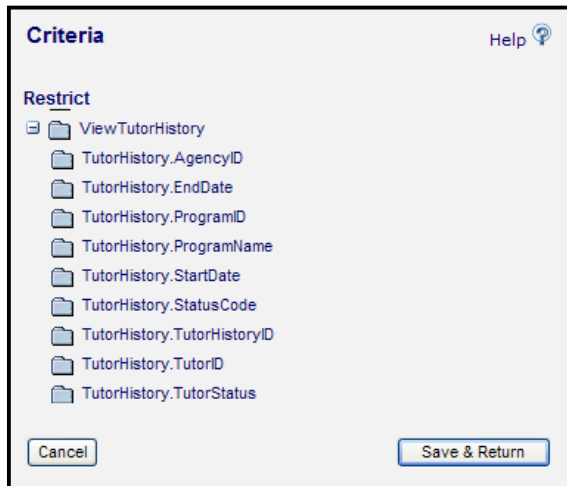 Criteria
Help
Restrict
ViewTutorHistory
TutorHistory.AgencyID
TutorHistory.EndDate
TutorHistory.ProgramID
TutorHistory.ProgramName
TutorHistory.StartDate
TutorHistory.StatusCode
TutorHistory.TutorHistoryID
TutorHistory.TutorID
TutorHistory.TutorStatus
Cancel
Save & Return